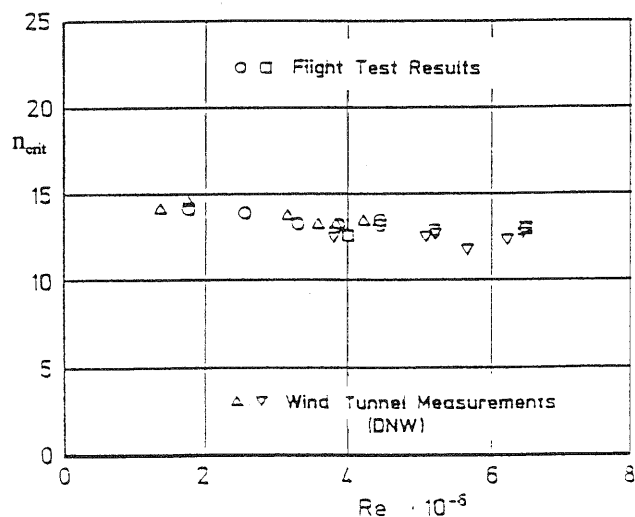 25
20
n_crit
15
10
5
0
○ □ Flight Test Results
△ ▽ Wind Tunnel Measurements
(DNW)
0 2 4 6 8
Re · 10⁻⁶